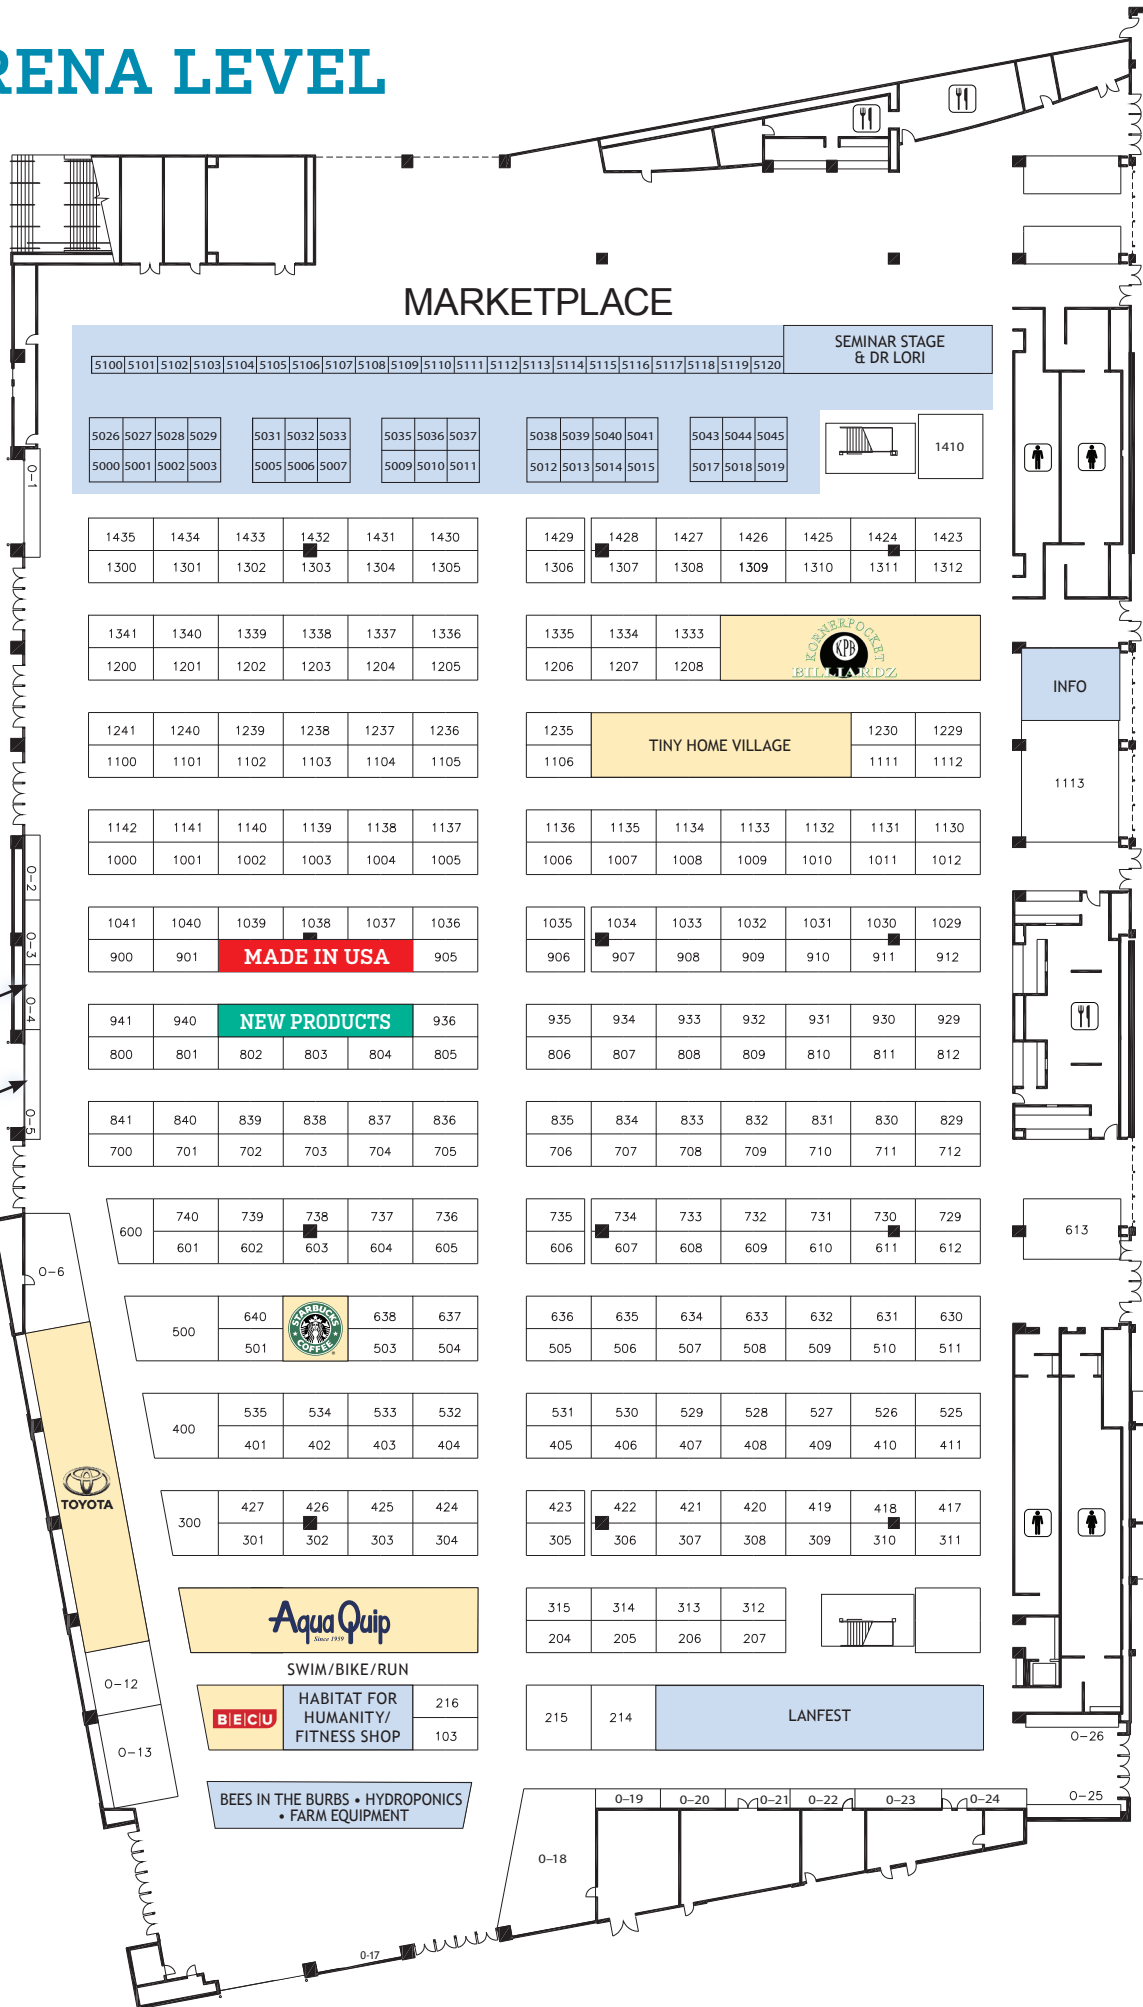 RENA LEVEL
MARKETPLACE
SEMINAR STAGE
& DR LORI
5100 5101 5102 5103 5104 5105 5106 5107 5108 5109 5110 5111 5112 5113 5114 5115 5116 5117 5118 5119 5120
5026 5027 5028 5029 5031 5032 5033 5035 5036 5037 5038 5039 5040 5041 5043 5044 5045
5000 5001 5002 5003 5005 5006 5007 5009 5010 5011 5012 5013 5014 5015 5017 5018 5019
1410
0-1
1435 1434 1433 1432 1431 1430 1429 1428 1427 1426 1425 1424 1423
1300 1301 1302 1303 1304 1305 1306 1307 1308 1309 1310 1311 1312
1341 1340 1339 1338 1337 1336 1335 1334 1333
1200 1201 1202 1203 1204 1205 1206 1207 1208
KORNERPOCKET
KPB
BILLIARDZ
INFO
1241 1240 1239 1238 1237 1236 1235 1230 1229
TINY HOME VILLAGE
1100 1101 1102 1103 1104 1105 1106 1111 1112
1113
1142 1141 1140 1139 1138 1137 1136 1135 1134 1133 1132 1131 1130
1000 1001 1002 1003 1004 1005 1006 1007 1008 1009 1010 1011 1012
0-2
1041 1040 1039 1038 1037 1036 1035 1034 1033 1032 1031 1030 1029
0-3
900 901 MADE IN USA 905 906 907 908 909 910 911 912
0-4
941 940 NEW PRODUCTS 936 935 934 933 932 931 930 929
800 801 802 803 804 805 806 807 808 809 810 811 812
0-5
841 840 839 838 837 836 835 834 833 832 831 830 829
700 701 702 703 704 705 706 707 708 709 710 711 712
600 740 739 738 737 736 735 734 733 732 731 730 729
601 602 603 604 605 606 607 608 609 610 611 612
613
0-6
500 640 638 637 636 635 634 633 632 631 630
STARBUCKS
COFFEE
501 503 504 505 506 507 508 509 510 511
400 535 534 533 532 531 530 529 528 527 526 525
401 402 403 404 405 406 407 408 409 410 411
TOYOTA
300 427 426 425 424 423 422 421 420 419 418 417
301 302 303 304 305 306 307 308 309 310 311
Aqua Quip
Since 1959
315 314 313 312
204 205 206 207
SWIM/BIKE/RUN
0-12
0-13
BECU
HABITAT FOR
HUMANITY/
FITNESS SHOP
216
103
215 214 LANFEST
0-26
BEES IN THE BURBS • HYDROPONICS
• FARM EQUIPMENT
0-19 0-20 0-21 0-22 0-23 0-24 0-25
0-18
0-17